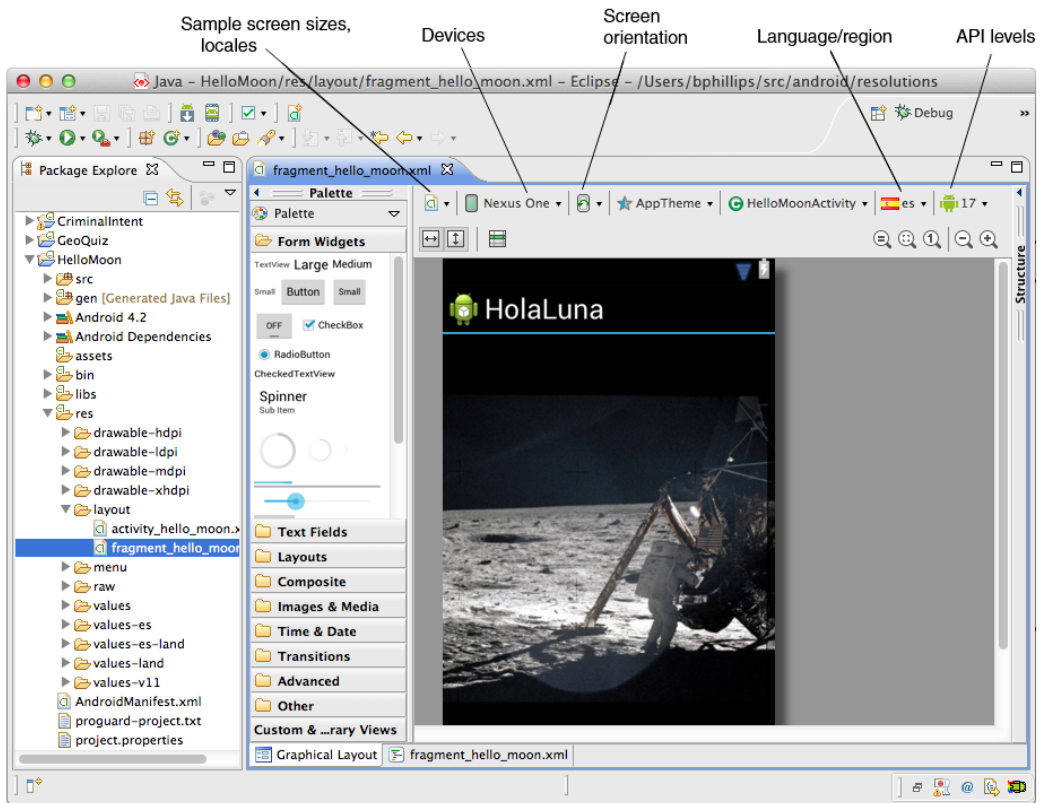 Sample screen sizes,
locales
Devices
Screen
orientation
Language/region
API levels
Java – HelloMoon/res/layout/fragment_hello_moon.xml – Eclipse – /Users/bphillips/src/android/resolutions
Debug
»
Package Explore
fragment_hello_moon.xml
CriminalIntent
GeoQuiz
HelloMoon
src
gen [Generated Java Files]
Android 4.2
Android Dependencies
assets
bin
libs
res
drawable-hdpi
drawable-ldpi
drawable-mdpi
drawable-xhdpi
layout
activity_hello_moon.x
fragment_hello_moon
menu
raw
values
values-es
values-es-land
values-land
values-v11
AndroidManifest.xml
proguard-project.txt
project.properties
Palette
Palette
Form Widgets
TextView Large Medium
Small Button Small
OFF CheckBox
RadioButton
CheckedTextView
Spinner
Sub Item
Text Fields
Layouts
Composite
Images & Media
Time & Date
Transitions
Advanced
Other
Custom & ...rary Views
Nexus One AppTheme HelloMoonActivity es 17
HolaLuna
Structure
Graphical Layout fragment_hello_moon.xml